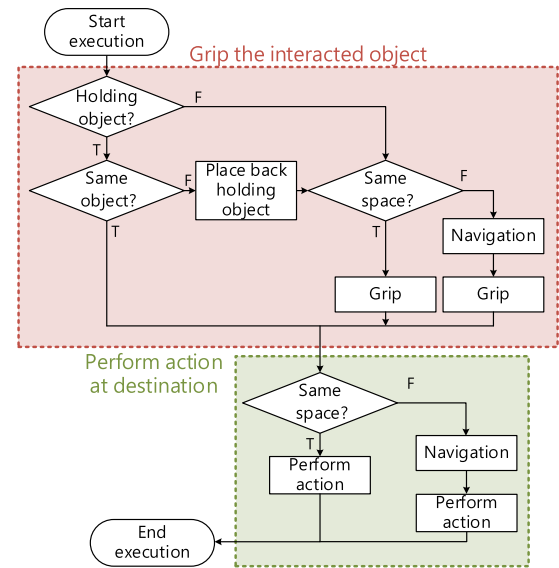 Start
execution
Grip the interacted object
Holding
object?
F
T
Same
object?
F
Place back
holding
object
Same
space?
F
T
T
Navigation
Grip
Grip
Perform action
at destination
Same
space?
F
T
Perform
action
Navigation
Perform
action
End
execution